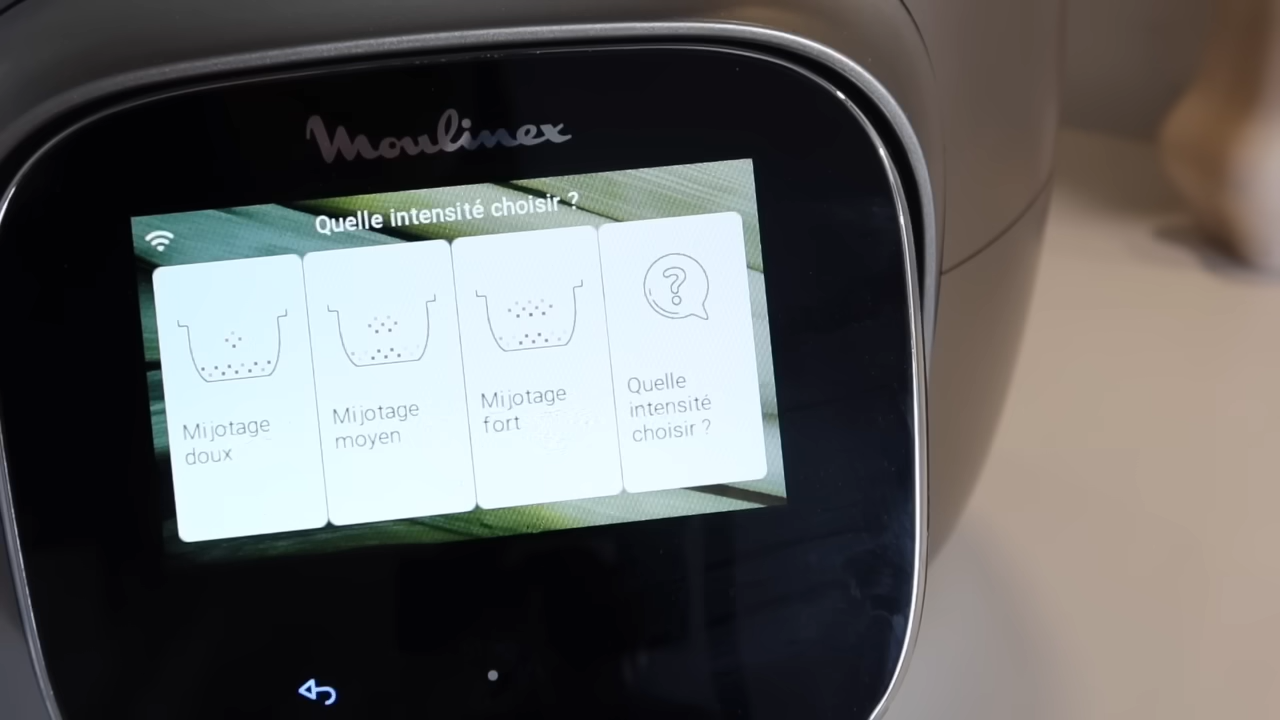 Moulinex
Quelle intensité choisir ?
Mijotage
doux
Mijotage
moyen
Mijotage
fort
Quelle
intensité
choisir ?